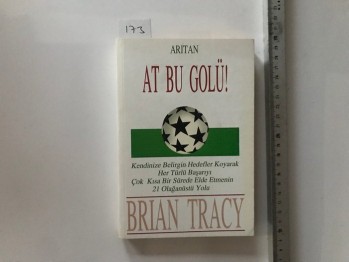 173
ARITAN
AT BU GOLÜ!
Kendinize Belirgin Hedefler Koyarak
Her Türlü Başarıyı
Çok Kısa Bir Sürede Elde Etmenin
21 Olağanüstü Yolu
BRIAN TRACY